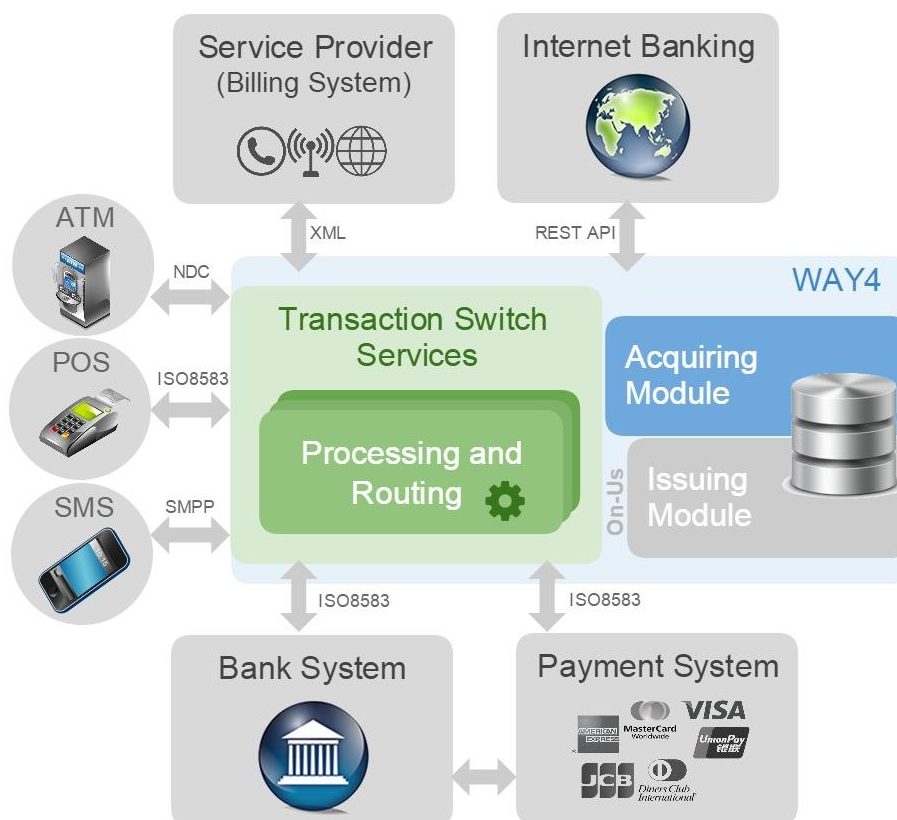 Service Provider
(Billing System)
Internet Banking
XML
REST API
ATM
NDC
WAY4
Transaction Switch
Services
Acquiring
Module
POS
ISO8583
Processing and
Routing
On-Us
Issuing
Module
SMS
SMPP
ISO8583
ISO8583
Bank System
Payment System
AMERICAN
EXPRESS
MasterCard
Worldwide
VISA
UnionPay
银联
JCB
Diners Club
International